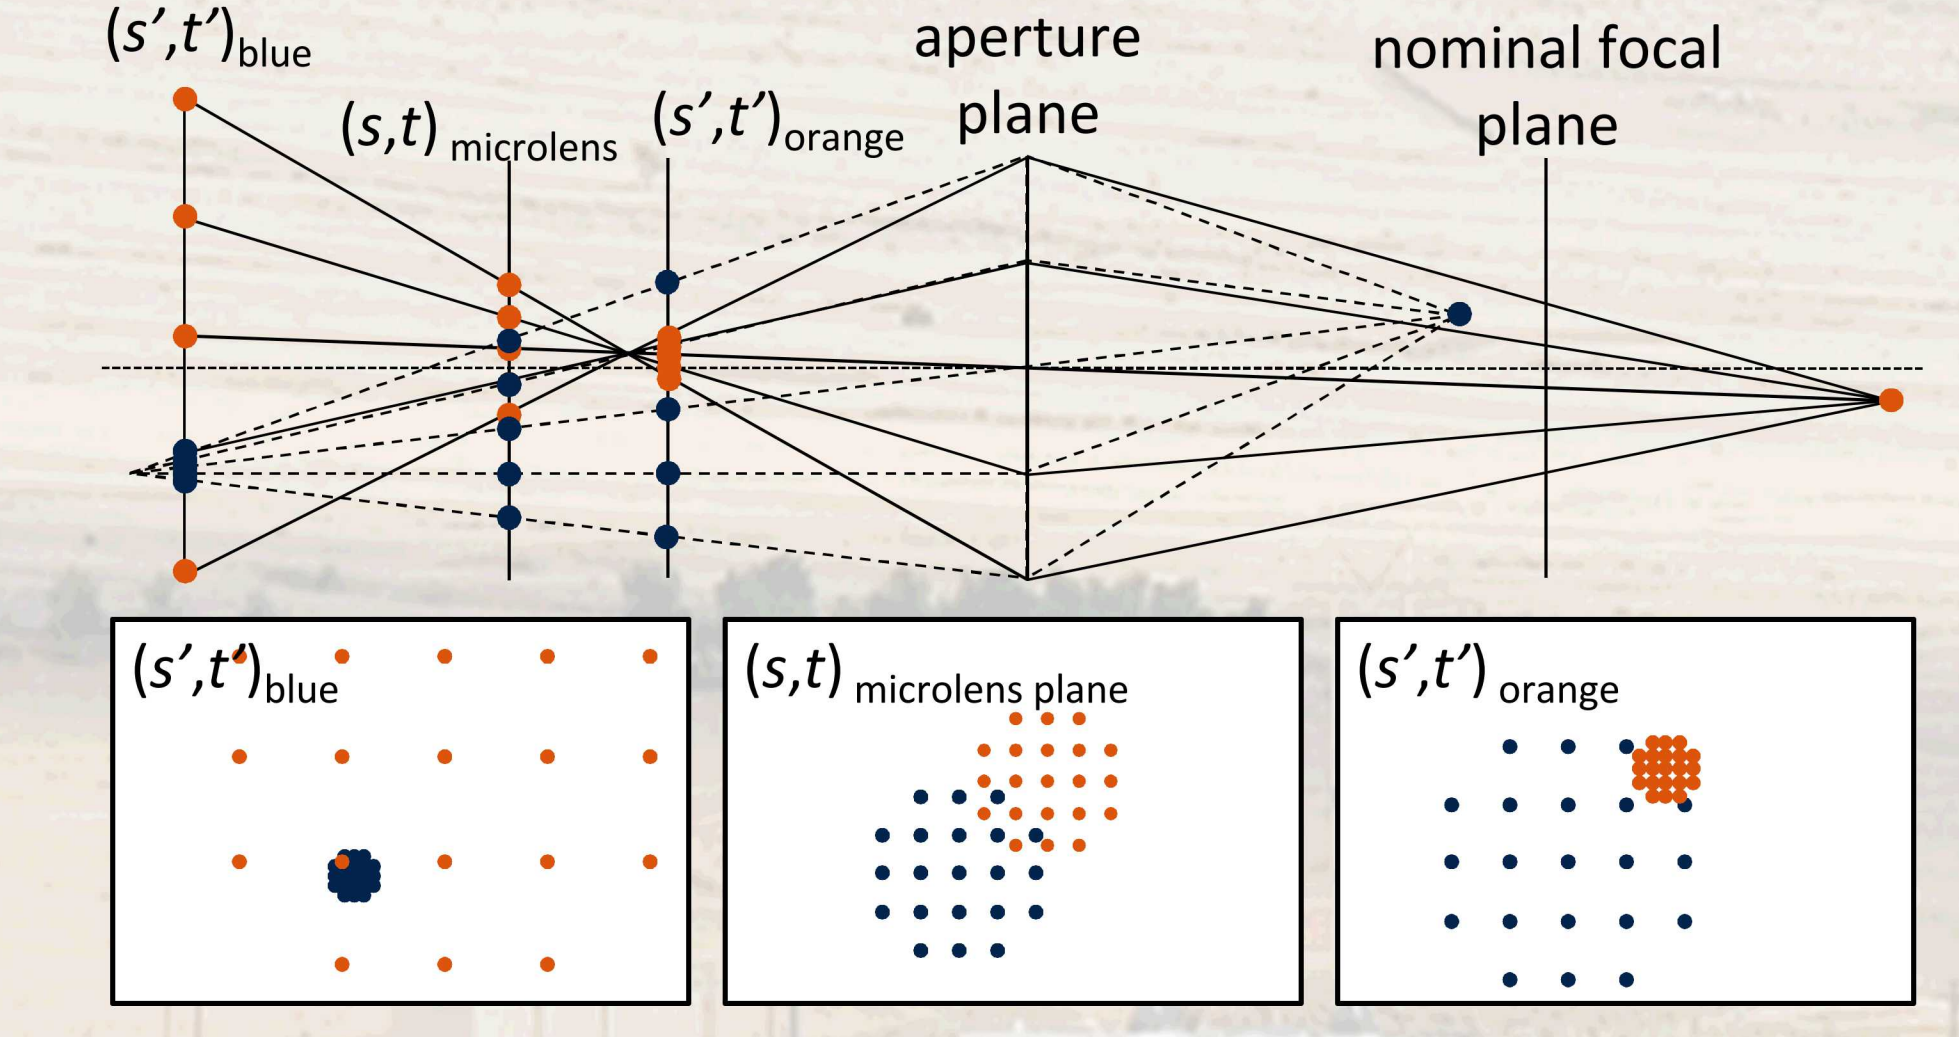 (s′,t′)blue
(s,t) microlens
(s′,t′)orange
aperture
plane
nominal focal
plane
(s′,t′)blue
(s,t) microlens plane
(s′,t′) orange